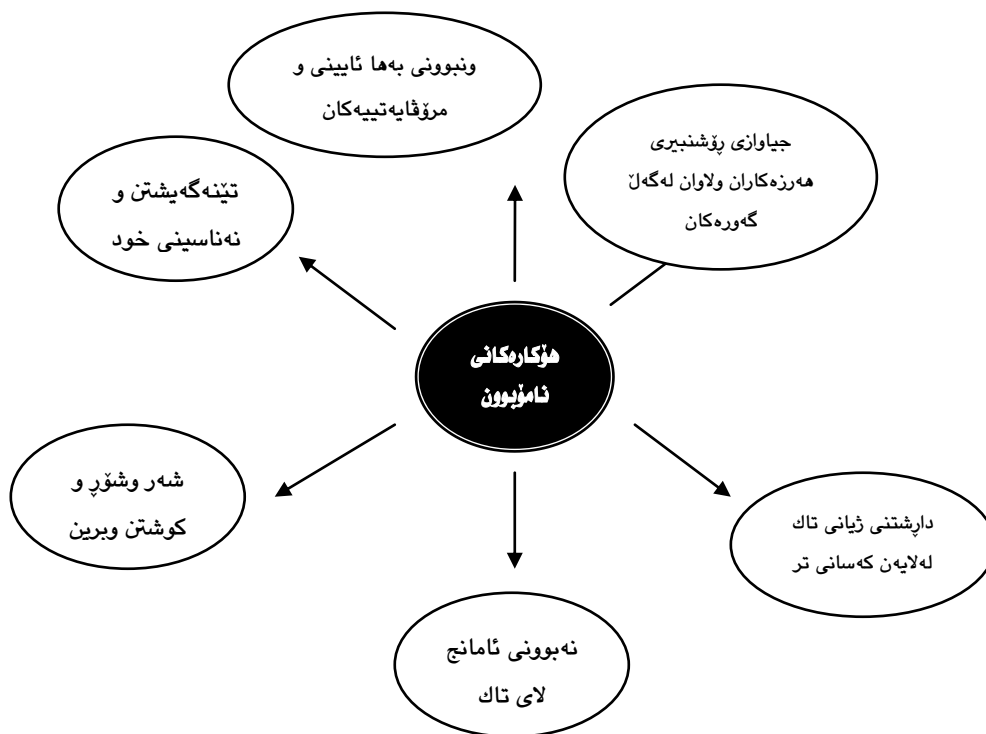 ونبوونی بەها ئایینی و
مرۆڤایەتییەکان
جیاوازی ڕۆشنبیری
هەرزەکاران ولاوان لەگەڵ
گەورەکان
تێنەگەیشتن و
نەناسینی خود
هۆکارەکانی
نامۆبوون
شەر وشۆڕ و
کوشتن وبرین
داڕشتنی ژیانی تاك
لەلایەن کەسانی تر
نەبوونی ئامانج
لای تاك